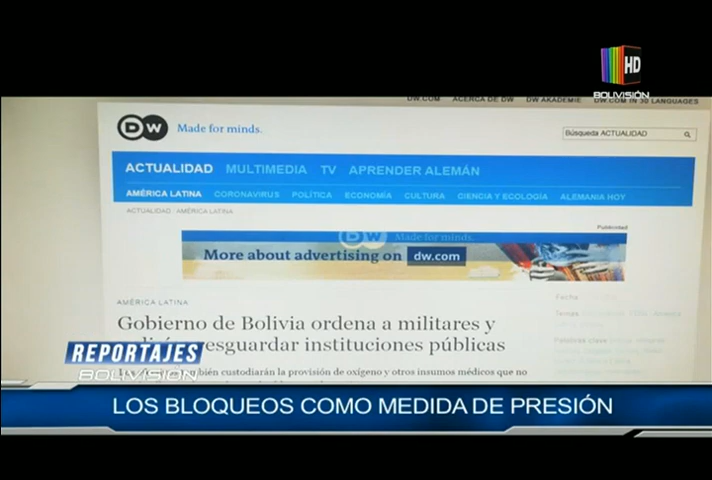 HD
BOLIVISIÓN
DW.COM ACERCA DE DW DW AKADEMIE DW.COM IN 30 LANGUAGES
DW Made for minds.
Búsqueda ACTUALIDAD
ACTUALIDAD MULTIMEDIA TV APRENDER ALEMÁN
AMÉRICA LATINA CORONAVIRUS POLÍTICA ECONOMÍA CULTURA CIENCIA Y ECOLOGÍA ALEMANIA HOY
ACTUALIDAD / AMÉRICA LATINA
Publicidad
DW Made for minds.
More about advertising on dw.com
AMÉRICA LATINA
Fecha
Gobierno de Bolivia ordena a militares y
Temas
resguardar instituciones públicas
Palabras clave
también custodiarán la provisión de oxígeno y otros insumos médicos que no
REPORTAJES
BOLIVISIÓN
LOS BLOQUEOS COMO MEDIDA DE PRESIÓN